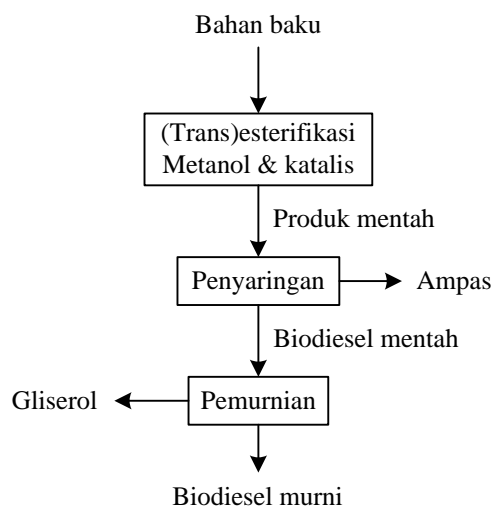 Bahan baku
(Trans)esterifikasi
Metanol & katalis
Produk mentah
Penyaringan
Ampas
Biodiesel mentah
Gliserol
Pemurnian
Biodiesel murni